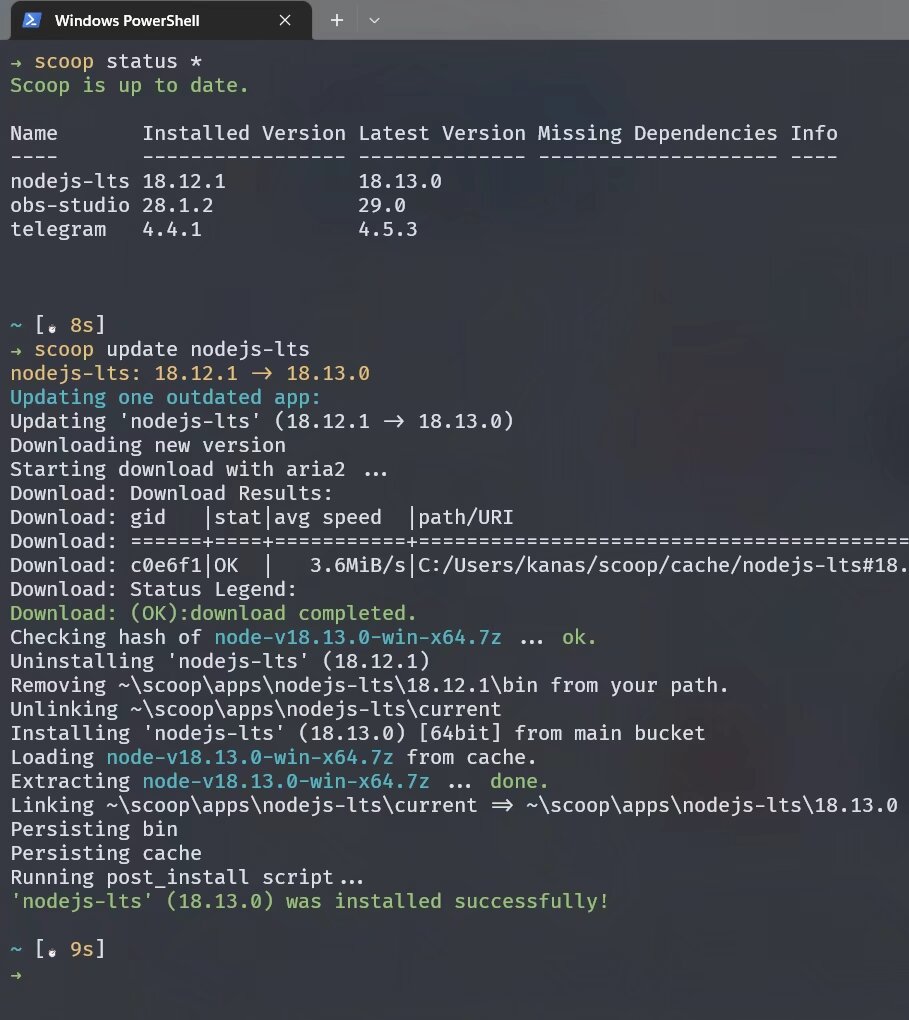 Windows PowerShell
→ scoop status *
Scoop is up to date.
Name Installed Version Latest Version Missing Dependencies Info
---- ----------------- -------------- -------------------- ----
nodejs-lts 18.12.1 18.13.0
obs-studio 28.1.2 29.0
telegram 4.4.1 4.5.3
~ [ 8s]
→ scoop update nodejs-lts
nodejs-lts: 18.12.1 -> 18.13.0
Updating one outdated app:
Updating 'nodejs-lts' (18.12.1 -> 18.13.0)
Downloading new version
Starting download with aria2 ...
Download: Download Results:
Download: gid |stat|avg speed |path/URI
Download: ======+====+===========+==========================================
Download: c0e6f1|OK | 3.6MiB/s|C:/Users/kanas/scoop/cache/nodejs-lts#18.
Download: Status Legend:
Download: (OK):download completed.
Checking hash of node-v18.13.0-win-x64.7z ... ok.
Uninstalling 'nodejs-lts' (18.12.1)
Removing ~\scoop\apps\nodejs-lts\18.12.1\bin from your path.
Unlinking ~\scoop\apps\nodejs-lts\current
Installing 'nodejs-lts' (18.13.0) [64bit] from main bucket
Loading node-v18.13.0-win-x64.7z from cache.
Extracting node-v18.13.0-win-x64.7z ... done.
Linking ~\scoop\apps\nodejs-lts\current => ~\scoop\apps\nodejs-lts\18.13.0
Persisting bin
Persisting cache
Running post_install script...
'nodejs-lts' (18.13.0) was installed successfully!
~ [ 9s]
→